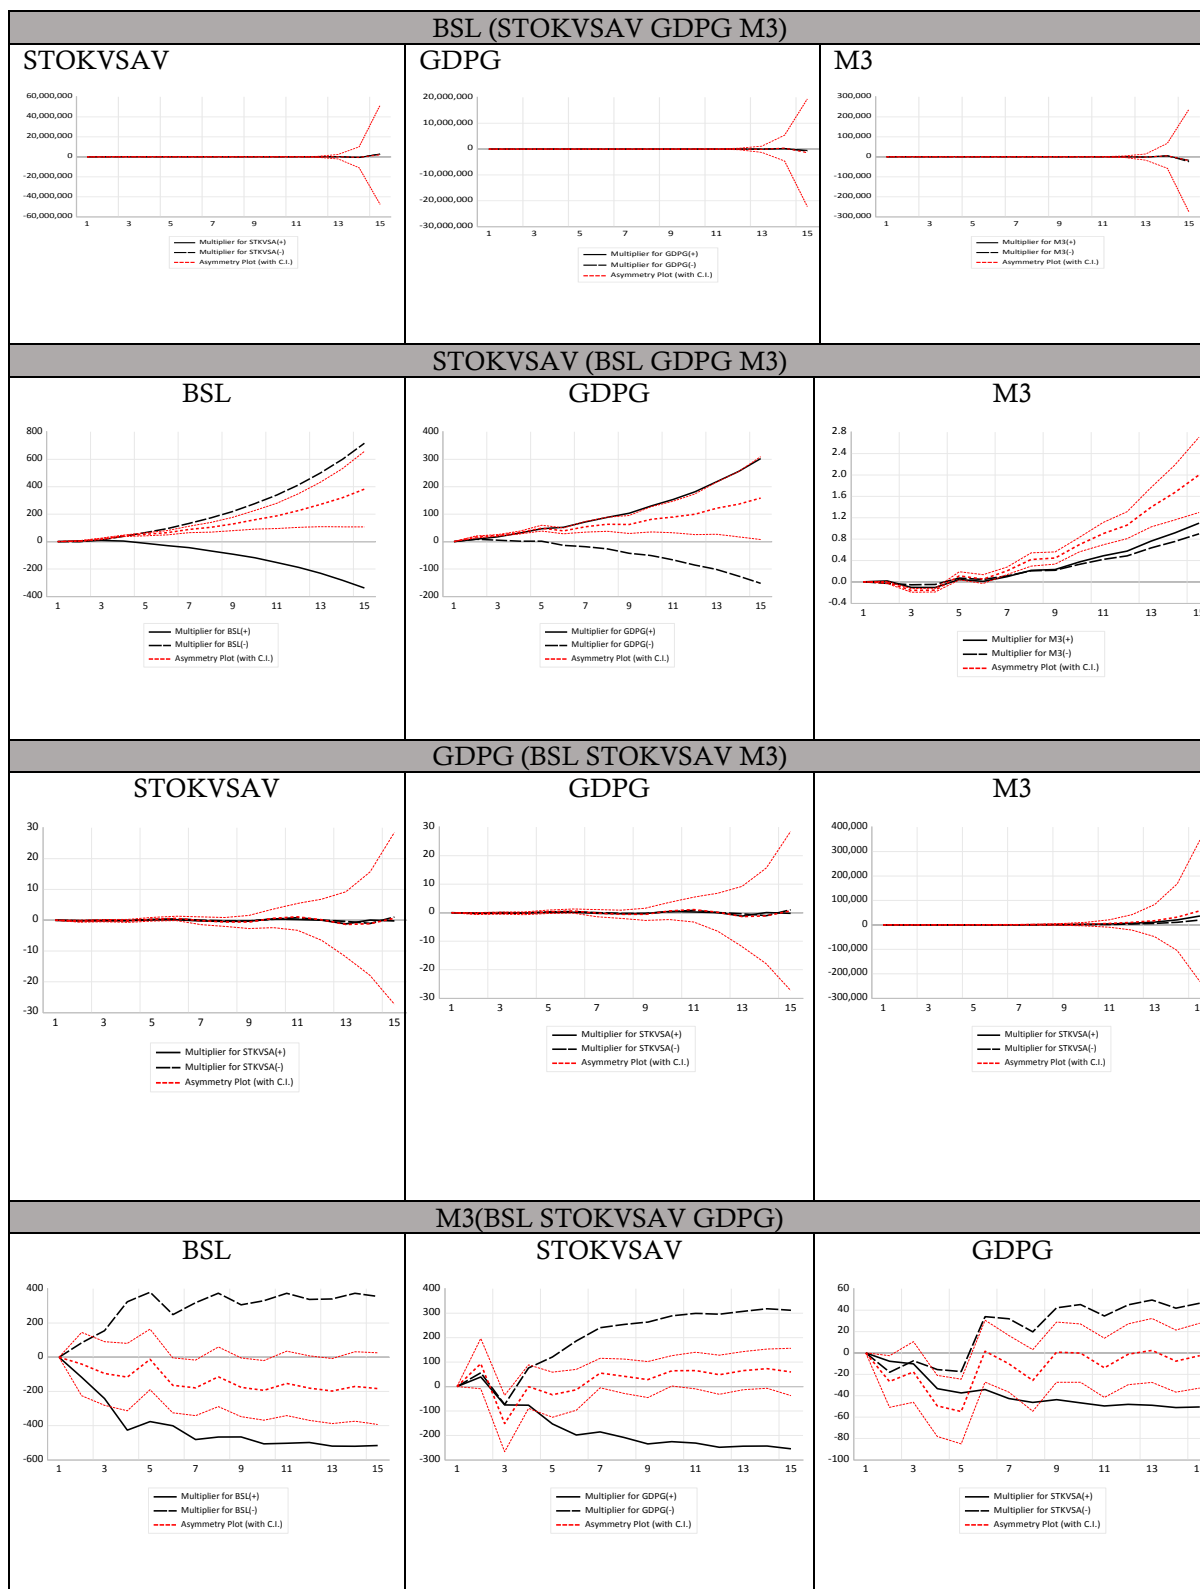 BSL (STOKVSAV GDPG M3)
STOKVSAV
60,000,000
40,000,000
20,000,000
0
-20,000,000
-40,000,000
-60,000,000
1 3 5 7 9 11 13 15
Multiplier for STKVSA(+)
Multiplier for STKVSA(-)
Asymmetry Plot (with C.I.)
GDPG
20,000,000
10,000,000
0
-10,000,000
-20,000,000
-30,000,000
1 3 5 7 9 11 13 15
Multiplier for GDPG(+)
Multiplier for GDPG(-)
Asymmetry Plot (with C.I.)
M3
300,000
200,000
100,000
0
-100,000
-200,000
-300,000
1 3 5 7 9 11 13 15
Multiplier for M3(+)
Multiplier for M3(-)
Asymmetry Plot (with C.I.)
STOKVSAV (BSL GDPG M3)
BSL
800
600
400
200
0
-200
-400
1 3 5 7 9 11 13 15
Multiplier for BSL(+)
Multiplier for BSL(-)
Asymmetry Plot (with C.I.)
GDPG
400
300
200
100
0
-100
-200
1 3 5 7 9 11 13 15
Multiplier for GDPG(+)
Multiplier for GDPG(-)
Asymmetry Plot (with C.I.)
M3
2.8
2.4
2.0
1.6
1.2
0.8
0.4
0.0
-0.4
1 3 5 7 9 11 13 15
Multiplier for M3(+)
Multiplier for M3(-)
Asymmetry Plot (with C.I.)
GDPG (BSL STOKVSAV M3)
STOKVSAV
30
20
10
0
-10
-20
-30
1 3 5 7 9 11 13 15
Multiplier for STKVSA(+)
Multiplier for STKVSA(-)
Asymmetry Plot (with C.I.)
GDPG
30
20
10
0
-10
-20
-30
1 3 5 7 9 11 13 15
Multiplier for STKVSA(+)
Multiplier for STKVSA(-)
Asymmetry Plot (with C.I.)
M3
400,000
300,000
200,000
100,000
0
-100,000
-200,000
-300,000
1 3 5 7 9 11 13 15
Multiplier for STKVSA(+)
Multiplier for STKVSA(-)
Asymmetry Plot (with C.I.)
M3(BSL STOKVSAV GDPG)
BSL
400
200
0
-200
-400
-600
1 3 5 7 9 11 13 15
Multiplier for BSL(+)
Multiplier for BSL(-)
Asymmetry Plot (with C.I.)
STOKVSAV
400
300
200
100
0
-100
-200
-300
1 3 5 7 9 11 13 15
Multiplier for GDPG(+)
Multiplier for GDPG(-)
Asymmetry Plot (with C.I.)
GDPG
60
40
20
0
-20
-40
-60
-80
-100
1 3 5 7 9 11 13
Multiplier for STKVSA(+)
Multiplier for STKVSA(-)
Asymmetry Plot (with C.I.)